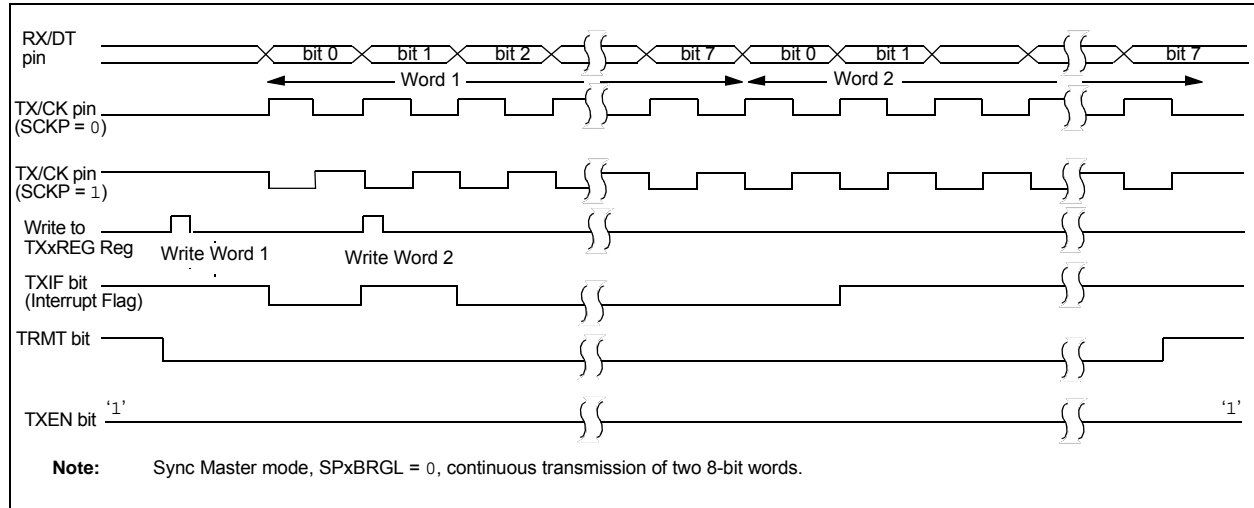 RX/DT
pin
bit 0 bit 1 bit 2 bit 7 bit 0 bit 1 bit 7
Word 1 Word 2
TX/CK pin
(SCKP = 0)
TX/CK pin
(SCKP = 1)
Write to
TXxREG Reg
Write Word 1 Write Word 2
TXIF bit
(Interrupt Flag)
TRMT bit
TXEN bit ‘1’ ‘1’
Note: Sync Master mode, SPxBRGL = 0, continuous transmission of two 8-bit words.